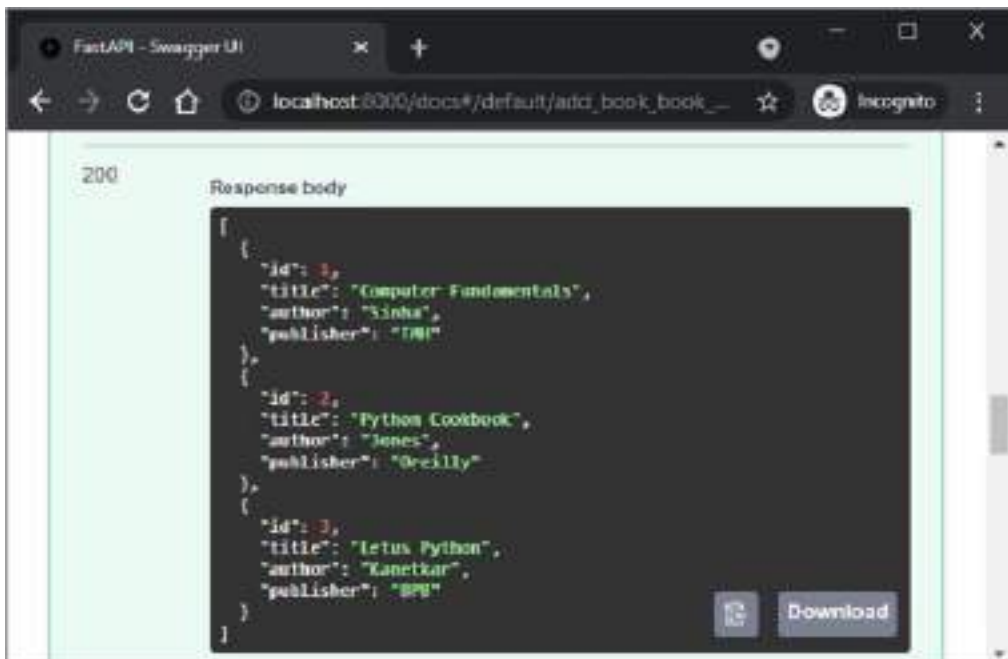 FastAPI - Swagger UI
localhost:8000/docs#/default/add_book_book_...
Incognito
200
Response body
[
{
"id": 1,
"title": "Computer Fundamentals",
"author": "Sinha",
"publisher": "TMH"
},
{
"id": 2,
"title": "Python Cookbook",
"author": "Jones",
"publisher": "Oreilly"
},
{
"id": 3,
"title": "Letus Python",
"author": "Kanetkar",
"publisher": "BPB"
}
]
Download